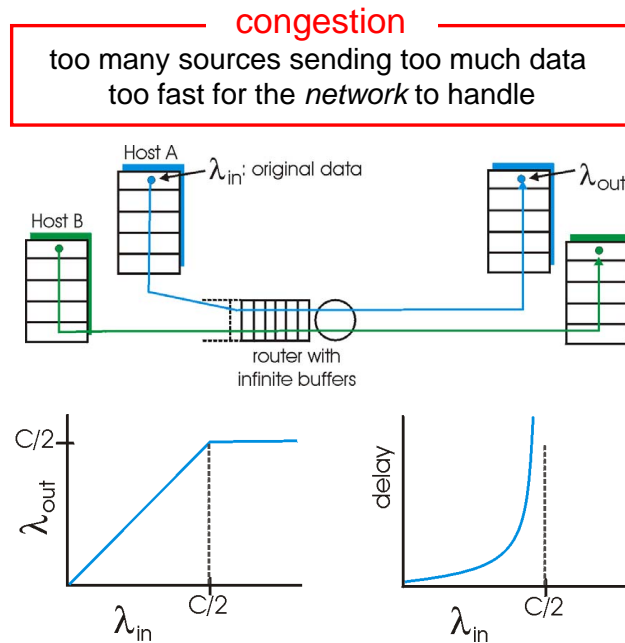 congestion
too many sources sending too much data
too fast for the network to handle
Host A
λin: original data
λout
Host B
router with
infinite buffers
C/2
λout
C/2
λin
delay
C/2
λin